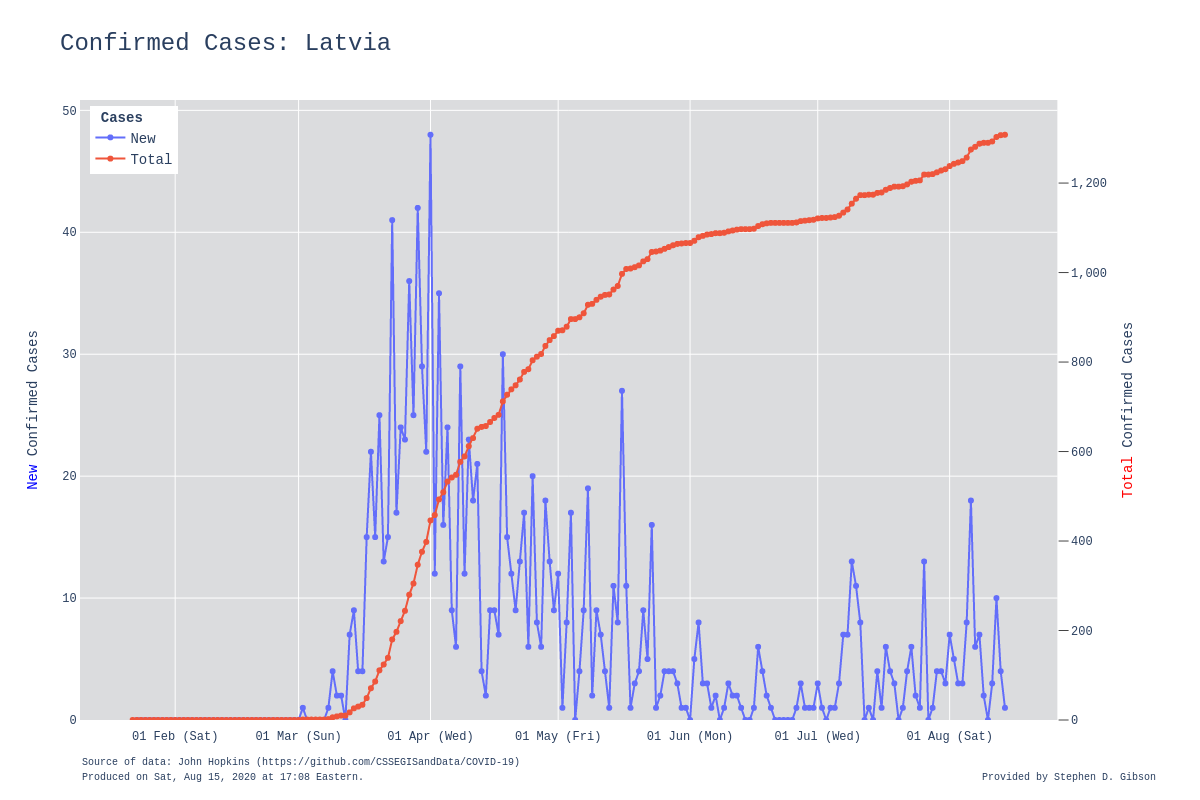 Confirmed Cases: Latvia
Cases
New
Total
50
40
30
20
10
0
1,200
1,000
800
600
400
200
0
New Confirmed Cases
Total Confirmed Cases
01 Feb (Sat)
01 Mar (Sun)
01 Apr (Wed)
01 May (Fri)
01 Jun (Mon)
01 Jul (Wed)
01 Aug (Sat)
Source of data: John Hopkins (https://github.com/CSSEGISandData/COVID-19)
Produced on Sat, Aug 15, 2020 at 17:08 Eastern.
Provided by Stephen D. Gibson